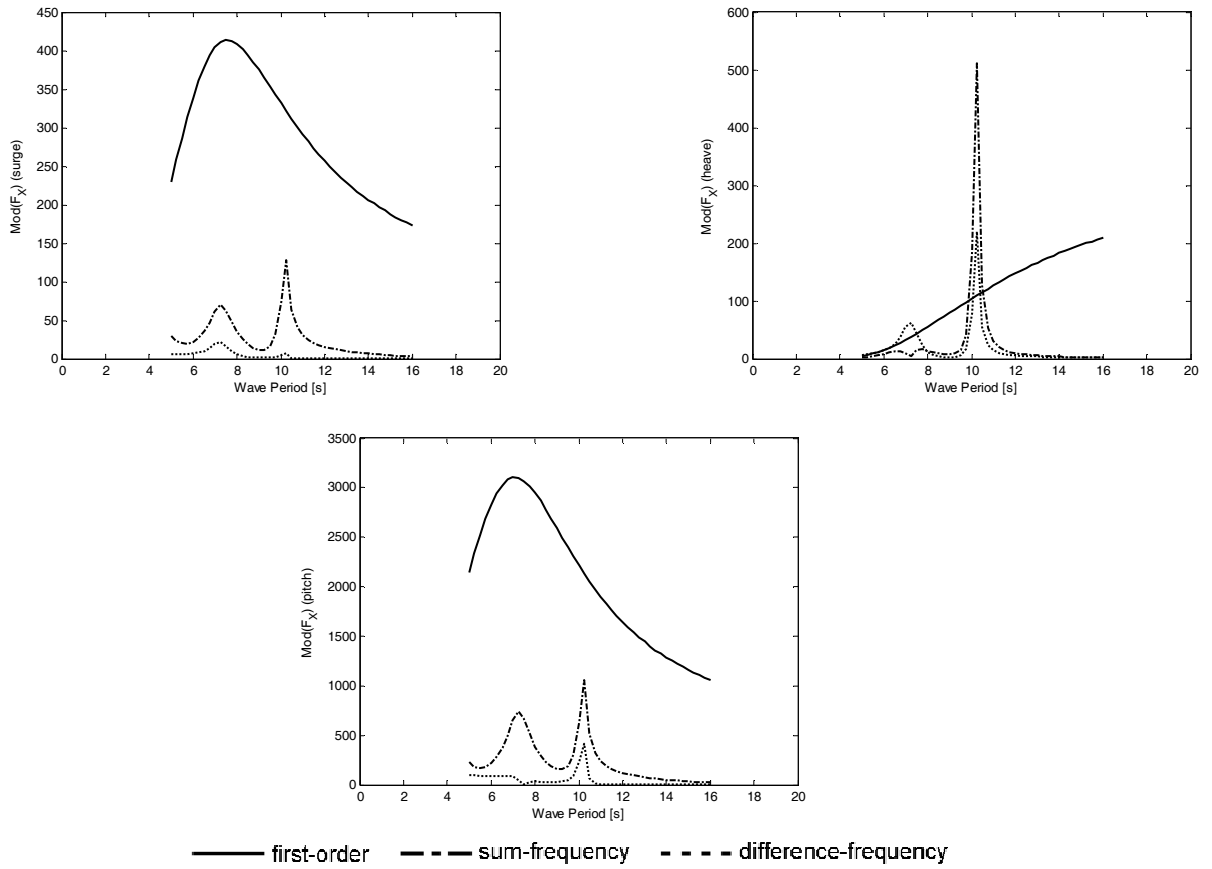 450
400
350
300
250
200
150
100
50
0
Mod(F_X) (surge)
0 2 4 6 8 10 12 14 16 18 20
Wave Period [s]
600
500
400
300
200
100
0
Mod(F_X) (heave)
0 2 4 6 8 10 12 14 16 18 20
Wave Period [s]
3500
3000
2500
2000
1500
1000
500
0
Mod(F_X) (pitch)
0 2 4 6 8 10 12 14 16 18 20
Wave Period [s]
first-order sum-frequency difference-frequency